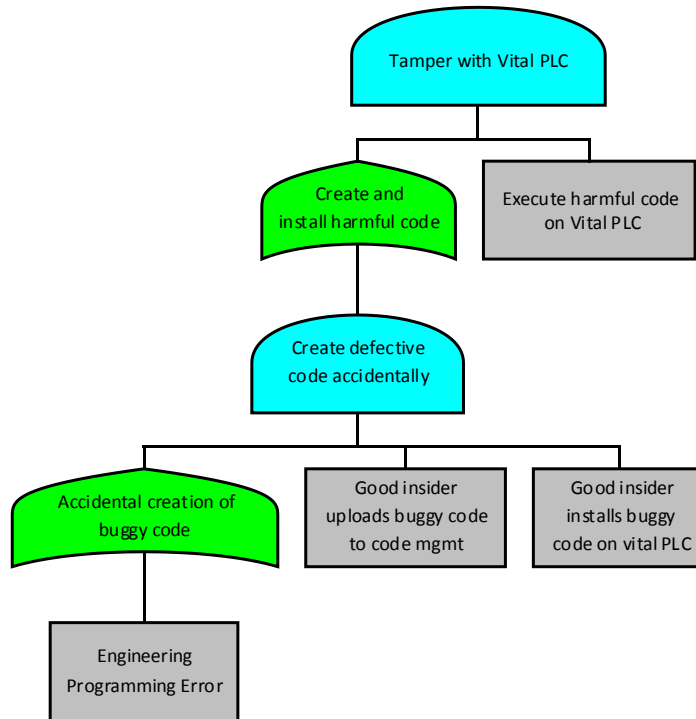 Tamper with Vital PLC
Create and
install harmful code
Execute harmful code
on Vital PLC
Create defective
code accidentally
Accidental creation of
buggy code
Good insider
uploads buggy code
to code mgmt
Good insider
installs buggy
code on vital PLC
Engineering
Programming Error